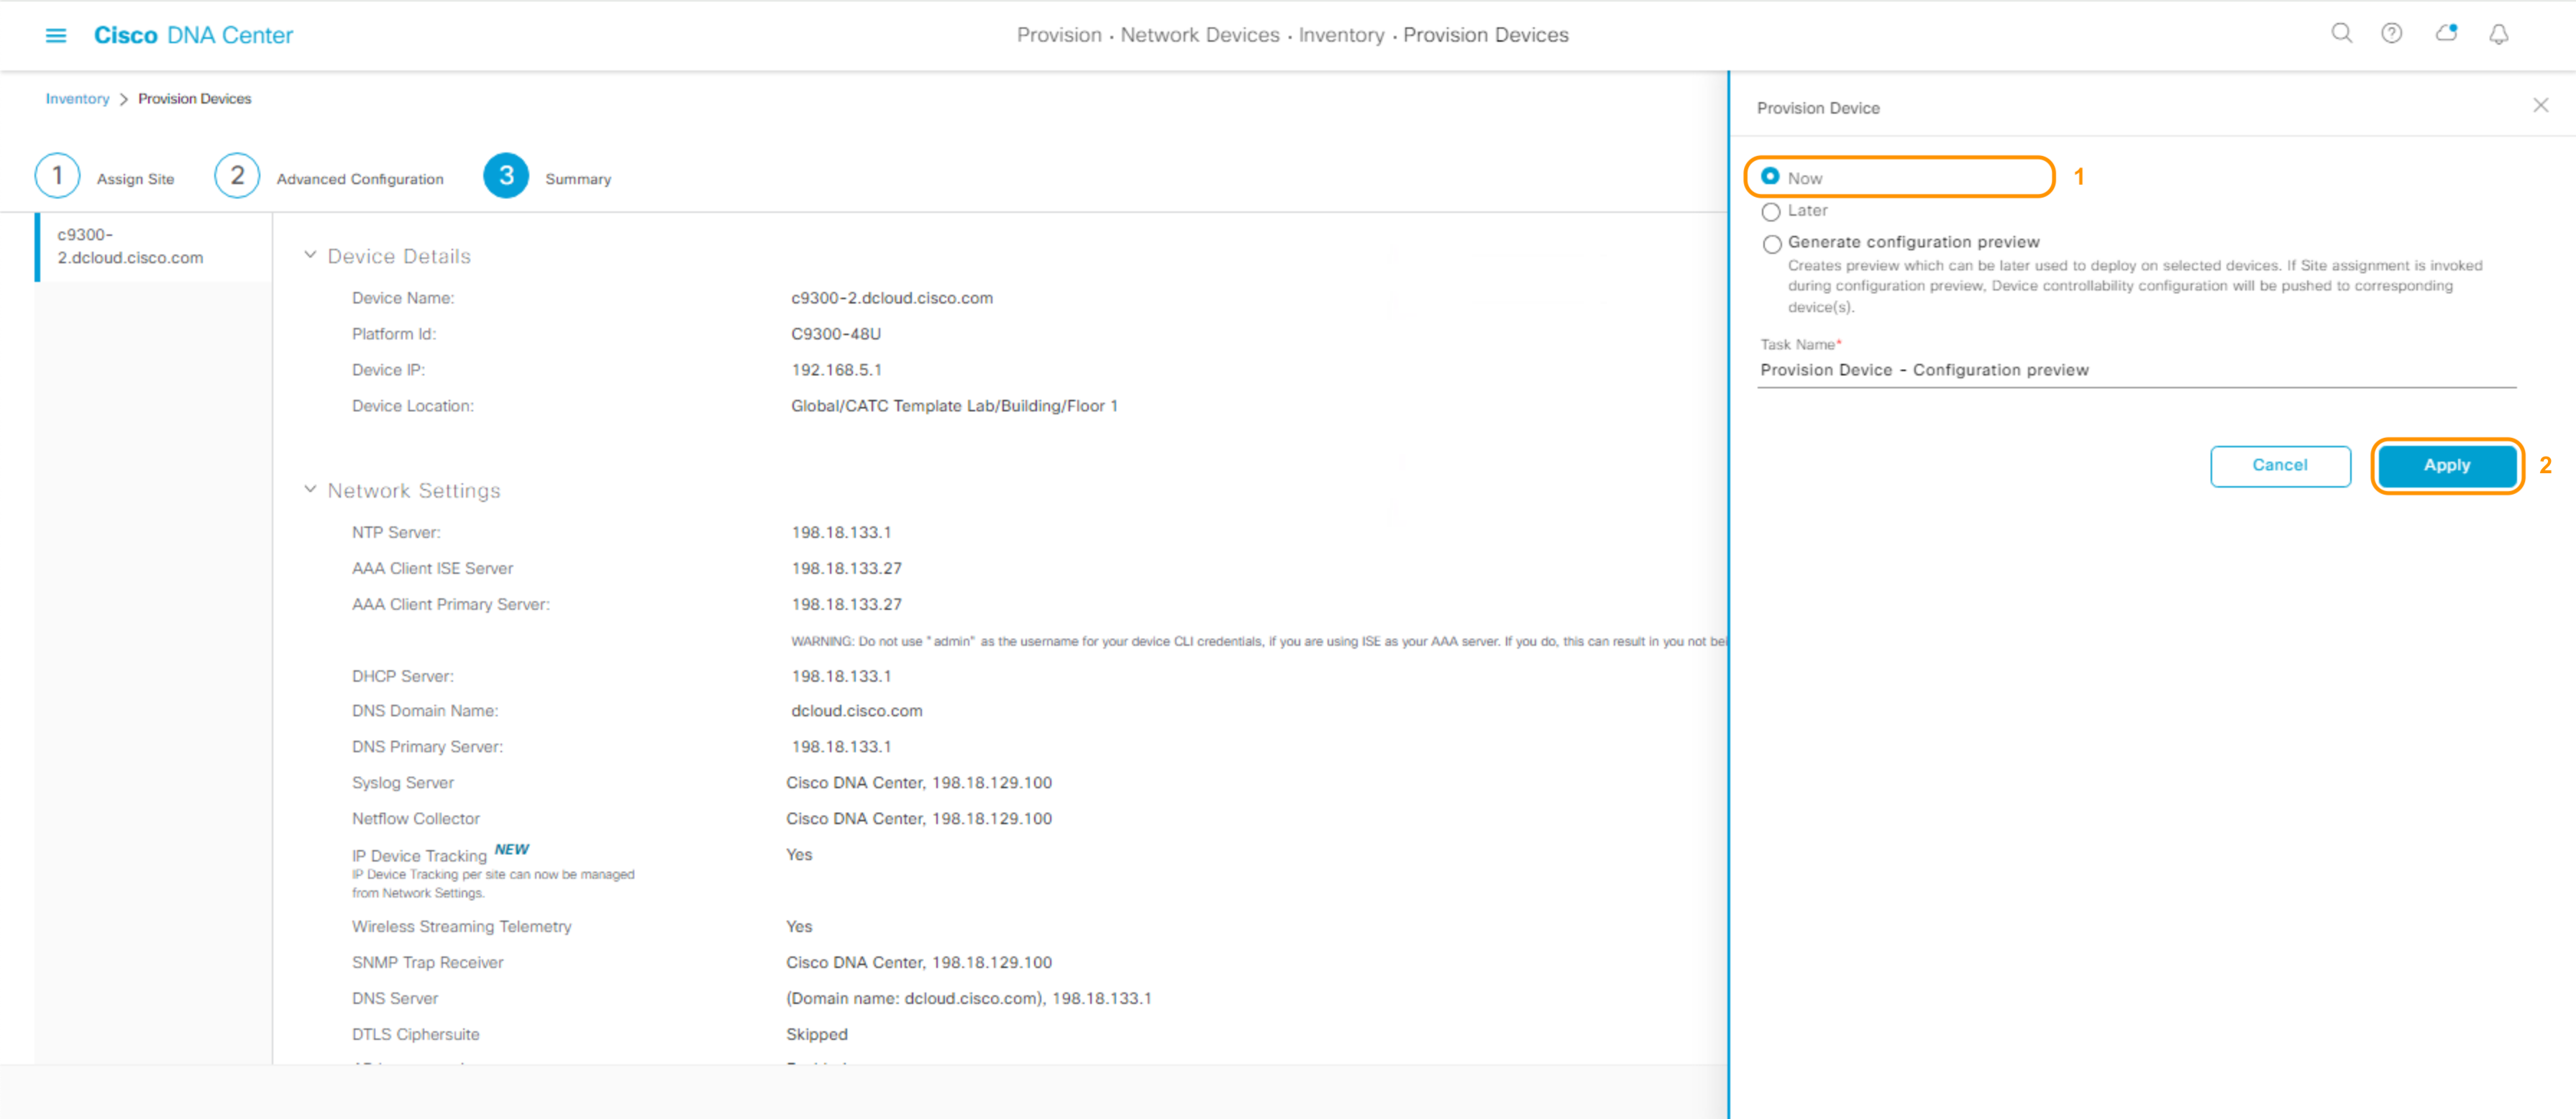 Cisco DNA Center
Provision · Network Devices · Inventory · Provision Devices
Inventory > Provision Devices
1 Assign Site 2 Advanced Configuration 3 Summary
c9300-
2.dcloud.cisco.com
Device Details
Device Name: c9300-2.dcloud.cisco.com
Platform Id: C9300-48U
Device IP: 192.168.5.1
Device Location: Global/CATC Template Lab/Building/Floor 1
Network Settings
NTP Server: 198.18.133.1
AAA Client ISE Server 198.18.133.27
AAA Client Primary Server: 198.18.133.27
WARNING: Do not use "admin" as the username for your device CLI credentials, if you are using ISE as your AAA server. If you do, this can result in you not bei
DHCP Server: 198.18.133.1
DNS Domain Name: dcloud.cisco.com
DNS Primary Server: 198.18.133.1
Syslog Server Cisco DNA Center, 198.18.129.100
Netflow Collector Cisco DNA Center, 198.18.129.100
IP Device Tracking NEW Yes
IP Device Tracking per site can now be managed
from Network Settings.
Wireless Streaming Telemetry Yes
SNMP Trap Receiver Cisco DNA Center, 198.18.129.100
DNS Server (Domain name: dcloud.cisco.com), 198.18.133.1
DTLS Ciphersuite Skipped
Provision Device
Now 1
Later
Generate configuration preview
Creates preview which can be later used to deploy on selected devices. If Site assignment is invoked
during configuration preview, Device controllability configuration will be pushed to corresponding
device(s).
Task Name*
Provision Device - Configuration preview
Cancel Apply 2